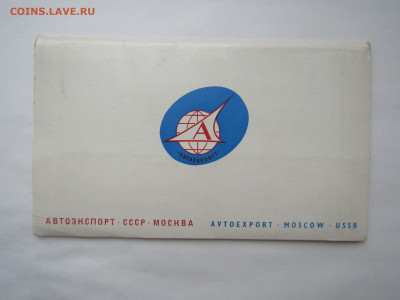 COINS.LAVE.RU
А
АВТОЭКСПОРТ
АВТОЭКСПОРТ · СССР · МОСКВА AVTOEXPORT · MOSCOW · USSR